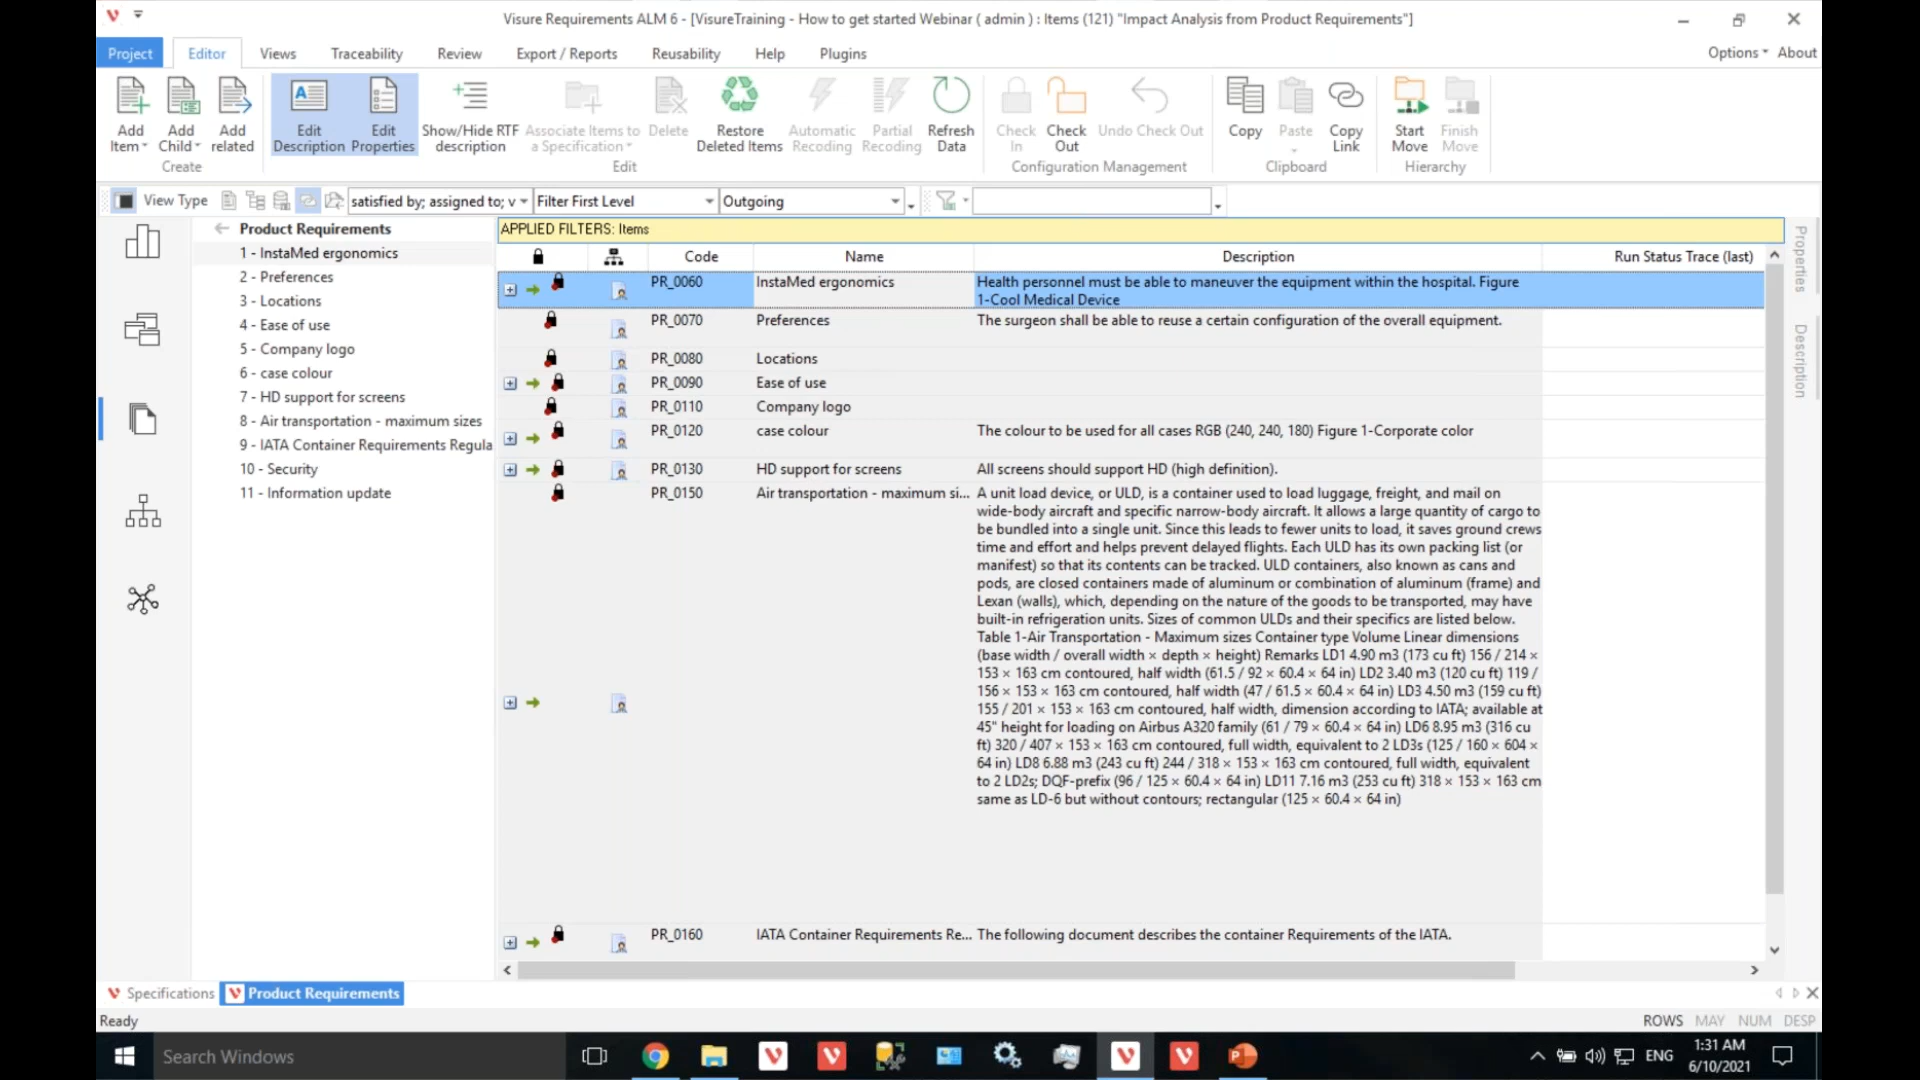 Visure Requirements ALM 6 - [VisureTraining - How to get started Webinar ( admin ) : Items (121) "Impact Analysis from Product Requirements"]
Project Editor Views Traceability Review Export / Reports Reusability Help Plugins Options About
Add Item Add Child Add related Edit Description Edit Properties Show/Hide RTF description Associate Items to a Specification Delete Restore Deleted Items Automatic Recoding Partial Recoding Refresh Data Check In Check Out Undo Check Out Copy Paste Copy Link Start Move Finish Move
Create Edit Configuration Management Clipboard Hierarchy
View Type satisfied by; assigned to; v Filter First Level Outgoing
Product Requirements
1 - InstaMed ergonomics
2 - Preferences
3 - Locations
4 - Ease of use
5 - Company logo
6 - case colour
7 - HD support for screens
8 - Air transportation - maximum sizes
9 - IATA Container Requirements Regula
10 - Security
11 - Information update
APPLIED FILTERS: Items
Code Name Description Run Status Trace (last)
PR_0060 InstaMed ergonomics Health personnel must be able to maneuver the equipment within the hospital. Figure
1-Cool Medical Device
PR_0070 Preferences The surgeon shall be able to reuse a certain configuration of the overall equipment.
PR_0080 Locations
PR_0090 Ease of use
PR_0110 Company logo
PR_0120 case colour The colour to be used for all cases RGB (240, 240, 180) Figure 1-Corporate color
PR_0130 HD support for screens All screens should support HD (high definition).
PR_0150 Air transportation - maximum si... A unit load device, or ULD, is a container used to load luggage, freight, and mail on
wide-body aircraft and specific narrow-body aircraft. It allows a large quantity of cargo to
be bundled into a single unit. Since this leads to fewer units to load, it saves ground crews
time and effort and helps prevent delayed flights. Each ULD has its own packing list (or
manifest) so that its contents can be tracked. ULD containers, also known as cans and
pods, are closed containers made of aluminum or combination of aluminum (frame) and
Lexan (walls), which, depending on the nature of the goods to be transported, may have
built-in refrigeration units. Sizes of common ULDs and their specifics are listed below.
Table 1-Air Transportation - Maximum sizes Container type Volume Linear dimensions
(base width / overall width × depth × height) Remarks LD1 4.90 m3 (173 cu ft) 156 / 214 ×
153 × 163 cm contoured, half width (61.5 / 92 × 60.4 × 64 in) LD2 3.40 m3 (120 cu ft) 119 /
156 × 153 × 163 cm contoured, half width (47 / 61.5 × 60.4 × 64 in) LD3 4.50 m3 (159 cu ft)
155 / 201 × 153 × 163 cm contoured, half width, dimension according to IATA; available at
45" height for loading on Airbus A320 family (61 / 79 × 60.4 × 64 in) LD6 8.95 m3 (316 cu
ft) 320 / 407 × 153 × 163 cm contoured, full width, equivalent to 2 LD3s (125 / 160 × 604 ×
64 in) LD8 6.88 m3 (243 cu ft) 244 / 318 × 153 × 163 cm contoured, full width, equivalent
to 2 LD2s; DQF-prefix (96 / 125 × 60.4 × 64 in) LD11 7.16 m3 (253 cu ft) 318 × 153 × 163 cm
same as LD-6 but without contours; rectangular (125 × 60.4 × 64 in)
PR_0160 IATA Container Requirements Re... The following document describes the container Requirements of the IATA.
Properties
Description
Specifications Product Requirements
Ready ROWS MAY NUM DESP
Search Windows ENG 1:31 AM
6/10/2021